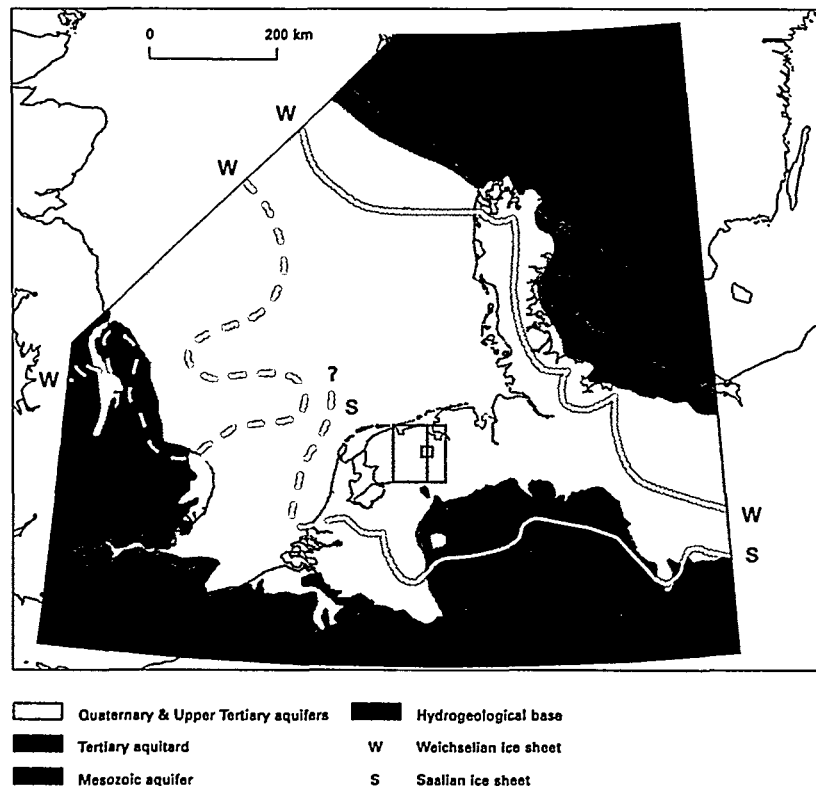 0 200 km
W
W
W
?
S
W
S
Quaternary & Upper Tertiary aquifers
Hydrogeological base
Tertiary aquitard
W Weichselian ice sheet
Mesozoic aquifer
S Saalian ice sheet